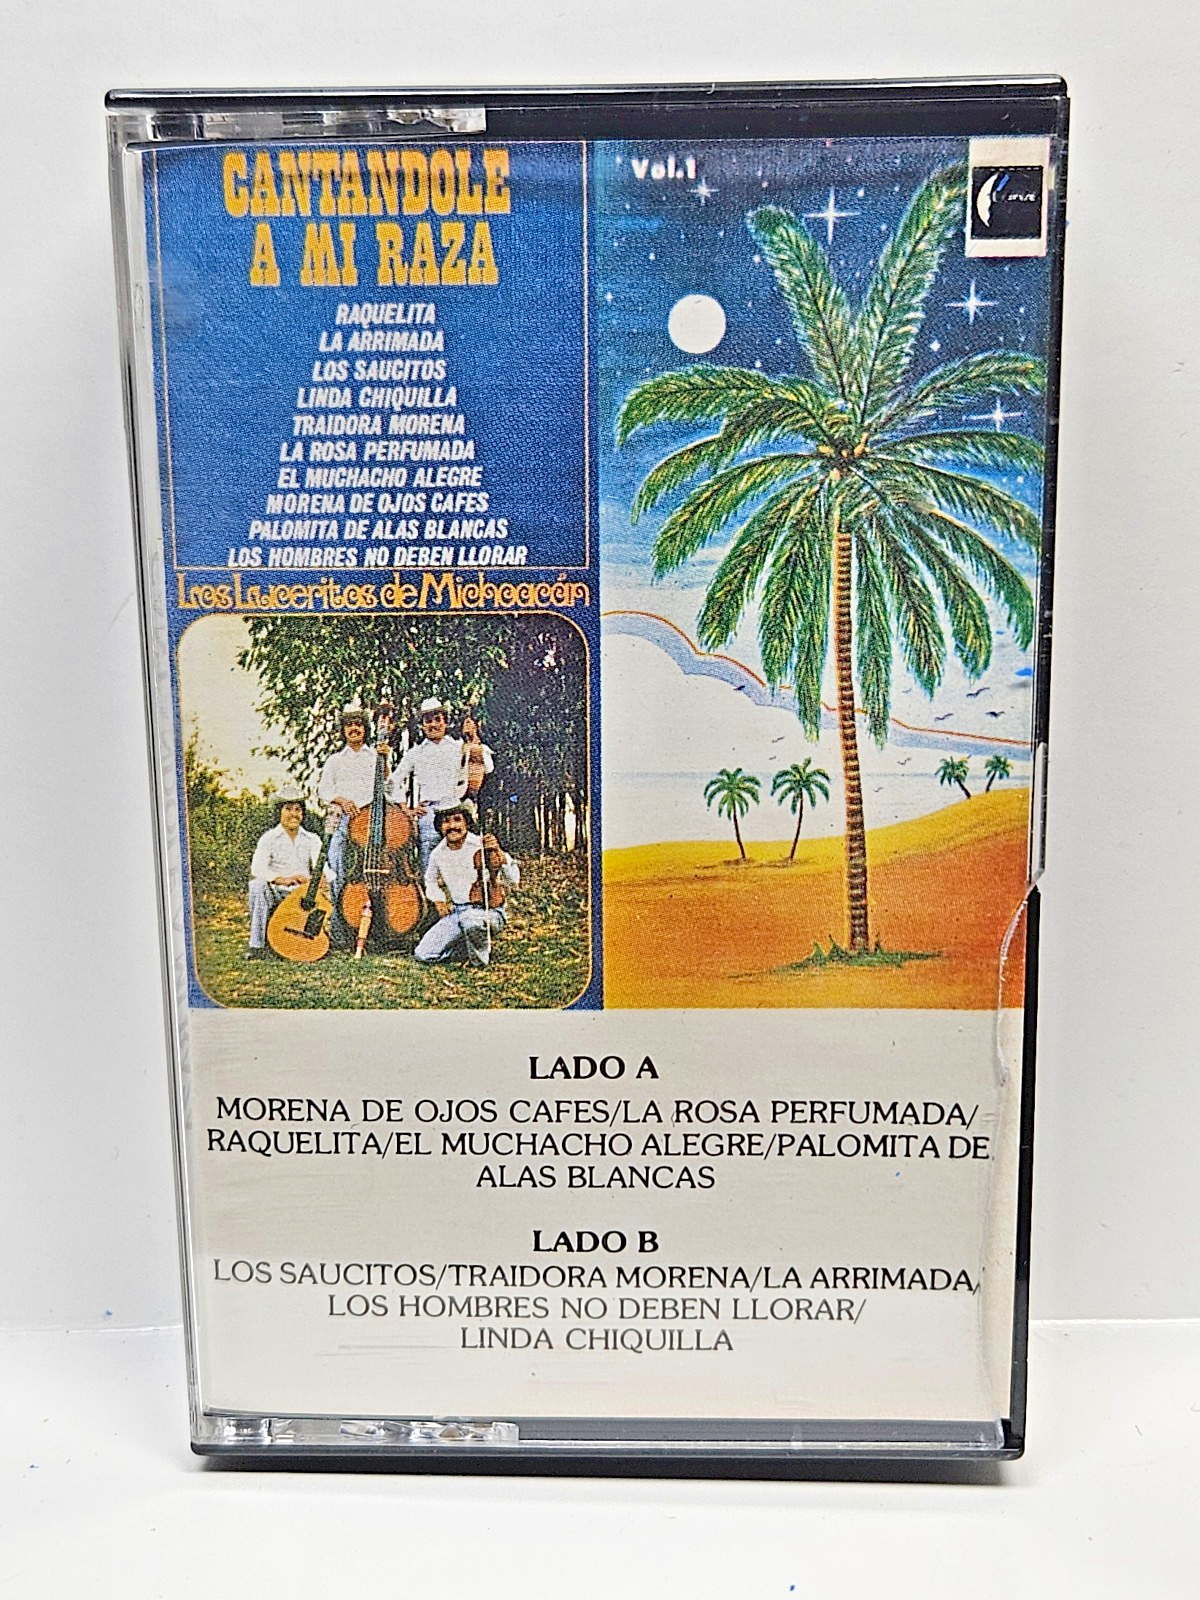 CANTANDOLE
A MI RAZA
RAQUELITA
LA ARRIMADA
LOS SAUCITOS
LINDA CHIQUILLA
TRAIDORA MORENA
LA ROSA PERFUMADA
EL MUCHACHO ALEGRE
MORENA DE OJOS CAFES
PALOMITA DE ALAS BLANCAS
LOS HOMBRES NO DEBEN LLORAR
Los Luceritos de Michoacán
Vol.1
LADO A
MORENA DE OJOS CAFES/LA ROSA PERFUMADA/
RAQUELITA/EL MUCHACHO ALEGRE/PALOMITA DE
ALAS BLANCAS
LADO B
LOS SAUCITOS/TRAIDORA MORENA/LA ARRIMADA/
LOS HOMBRES NO DEBEN LLORAR/
LINDA CHIQUILLA